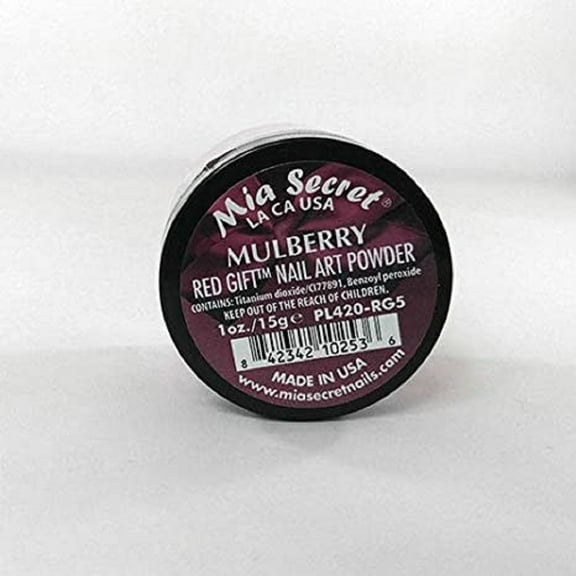 Mia Secret®
LA CA USA
MULBERRY
RED GIFT™ NAIL ART POWDER
CONTAINS: Titanium dioxide/CI77891, Benzoyl peroxide
KEEP OUT OF THE REACH OF CHILDREN.
1oz./15g℮ PL420-RG5
8 42342 10253 6
MADE IN USA
www.miasecretnails.com